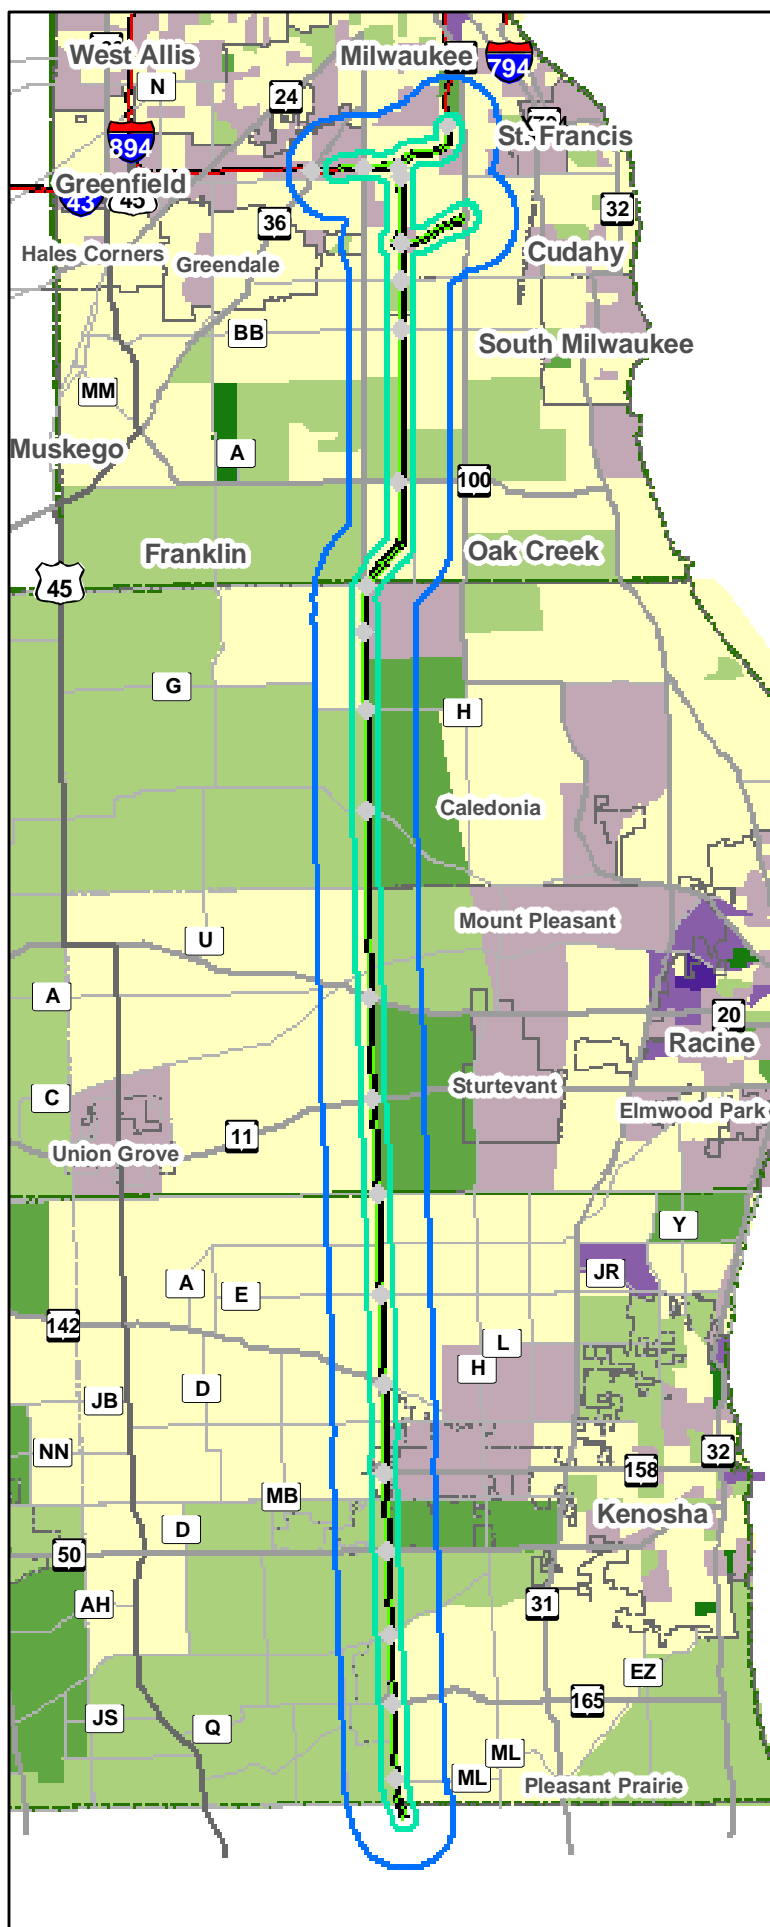 West Allis
Milwaukee
794
N
24
894
St. Francis
Greenfield
43
45
32
36
Hales Corners
Greendale
Cudahy
BB
South Milwaukee
MM
Muskego
A
100
Franklin
Oak Creek
45
G
H
Caledonia
Mount Pleasant
U
A
20
Racine
C
Sturtevant
Elmwood Park
11
Union Grove
Y
JR
A
E
142
L
H
D
JB
NN
32
158
MB
Kenosha
D
50
AH
31
EZ
165
JS
Q
ML
ML
Pleasant Prairie